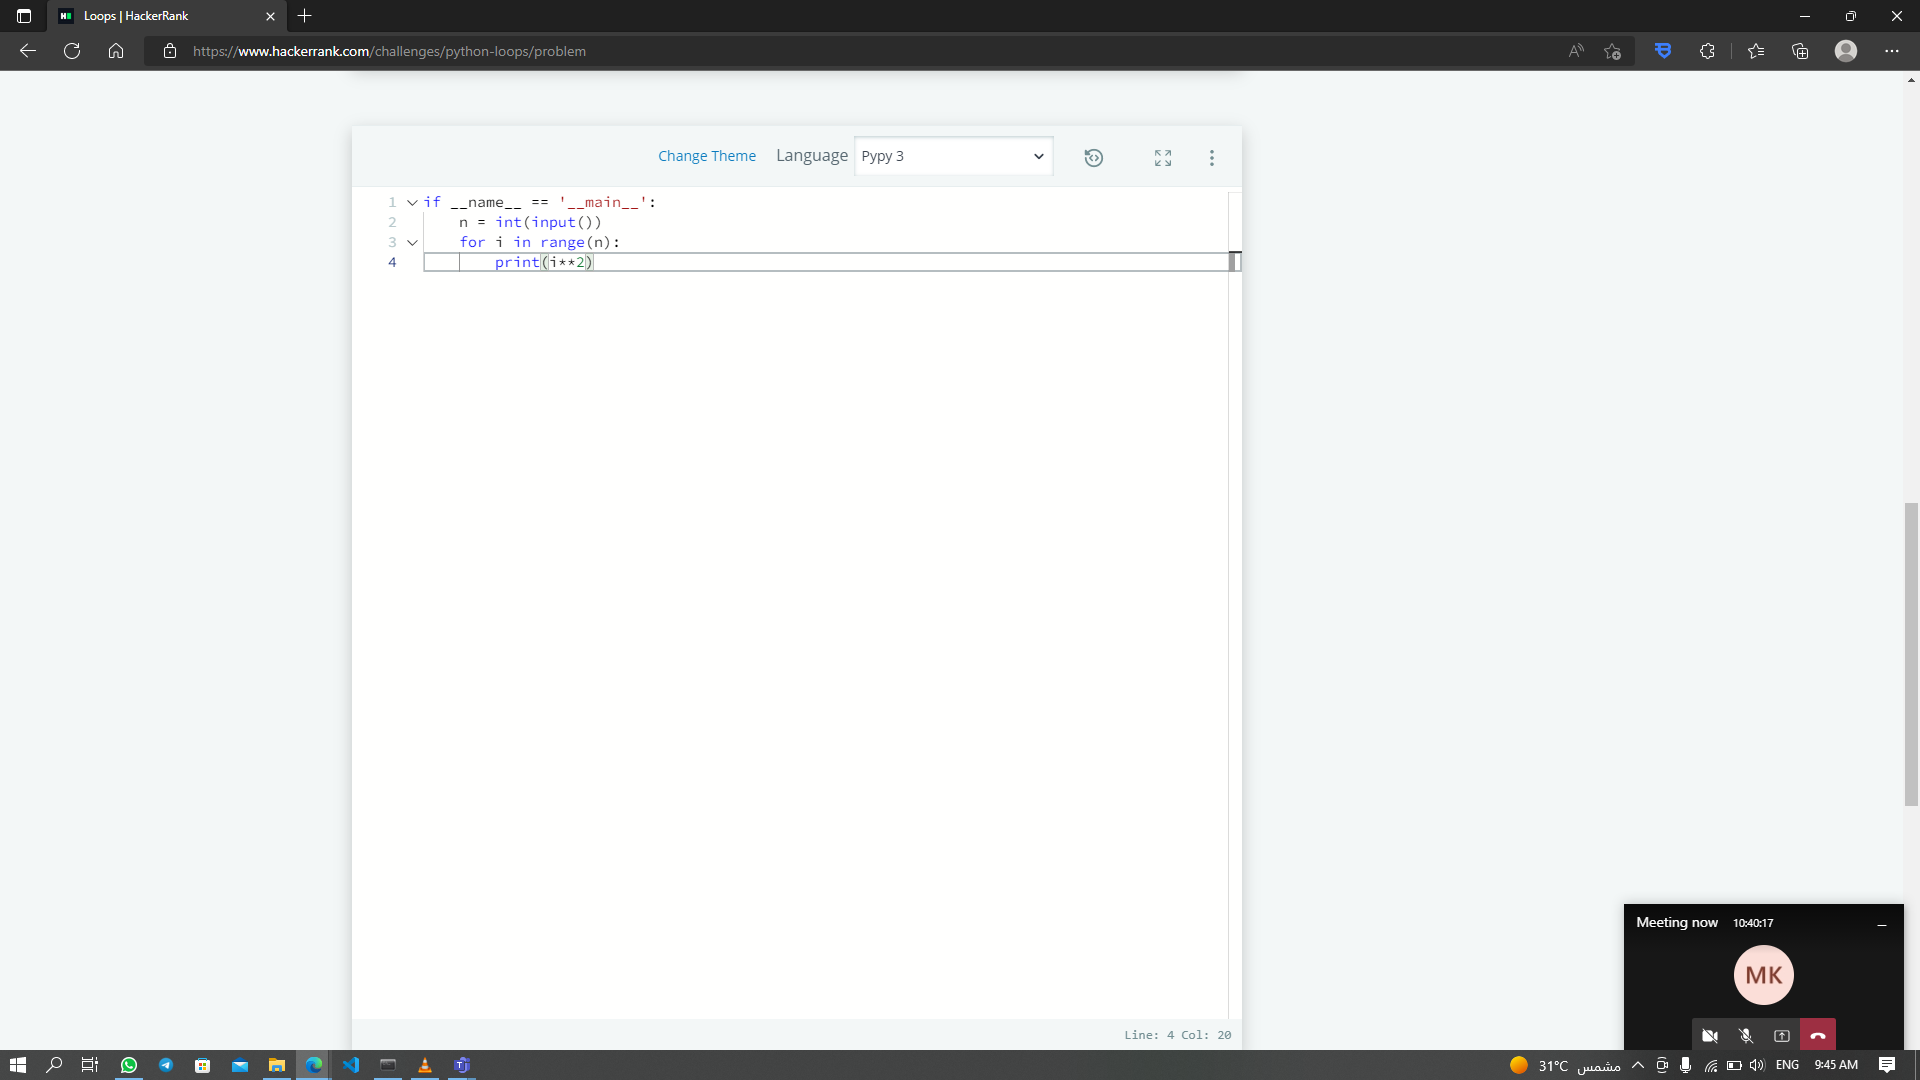 Loops | HackerRank
https://www.hackerrank.com/challenges/python-loops/problem
Change Theme Language Pypy 3
1 if __name__ == '__main__':
2 n = int(input())
3 for i in range(n):
4 print(i**2)
Line: 4 Col: 20
Meeting now 10:40:17
MK
31°C مشمس ENG 9:45 AM